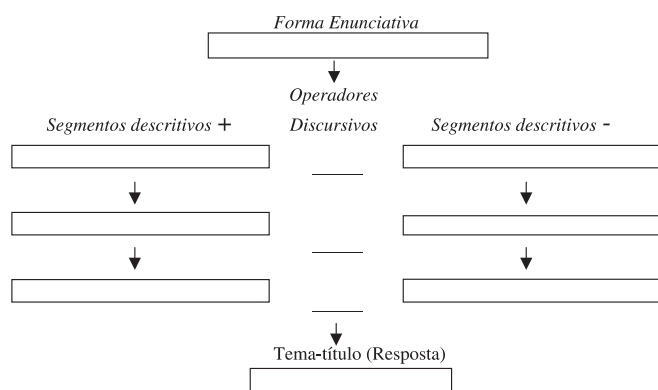 Forma Enunciativa
Operadores
Segmentos descritivos + Discursivos Segmentos descritivos -
Tema-título (Resposta)